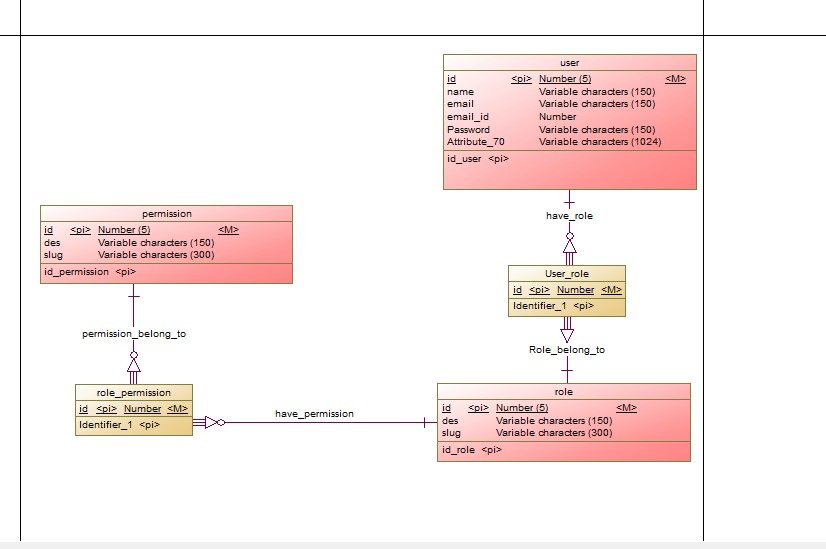 user
id <pi> Number (5) <M>
name Variable characters (150)
email Variable characters (150)
email_id Number
Password Variable characters (150)
Attribute_70 Variable characters (1024)
id_user <pi>
have_role
permission
id <pi> Number (5) <M>
des Variable characters (150)
slug Variable characters (300)
id_permission <pi>
User_role
id <pi> Number <M>
Identifier_1 <pi>
permission_belong_to
Role_belong_to
role_permission
id <pi> Number <M>
Identifier_1 <pi>
have_permission
role
id <pi> Number (5) <M>
des Variable characters (150)
slug Variable characters (300)
id_role <pi>